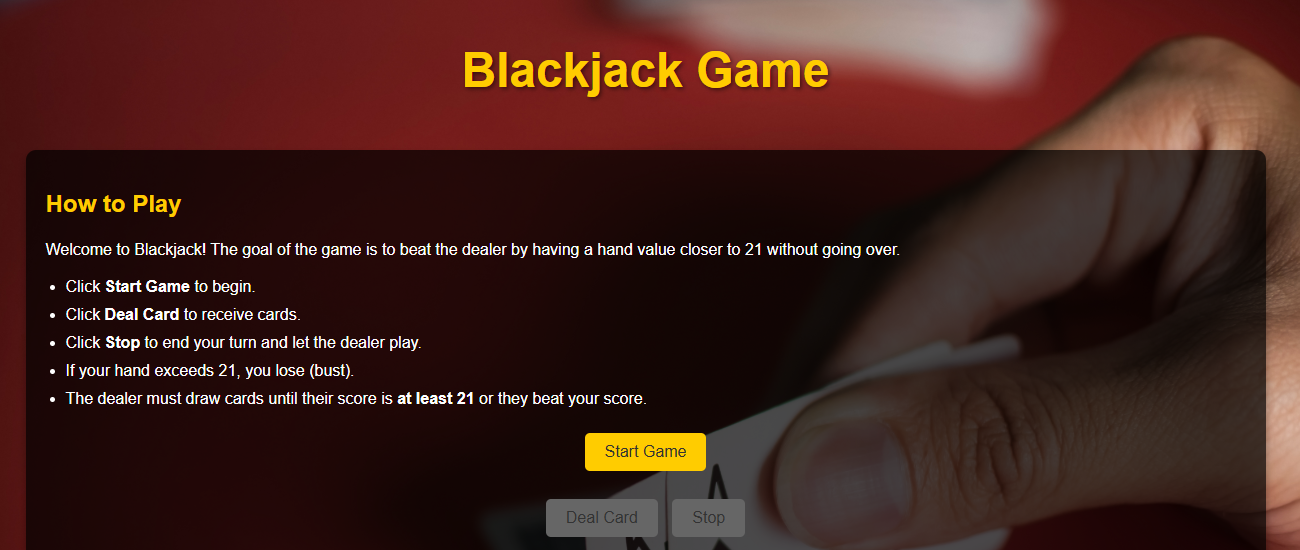 Blackjack Game
How to Play
Welcome to Blackjack! The goal of the game is to beat the dealer by having a hand value closer to 21 without going over.
Click Start Game to begin.
Click Deal Card to receive cards.
Click Stop to end your turn and let the dealer play.
If your hand exceeds 21, you lose (bust).
The dealer must draw cards until their score is at least 21 or they beat your score.
Start Game
Deal Card Stop
A